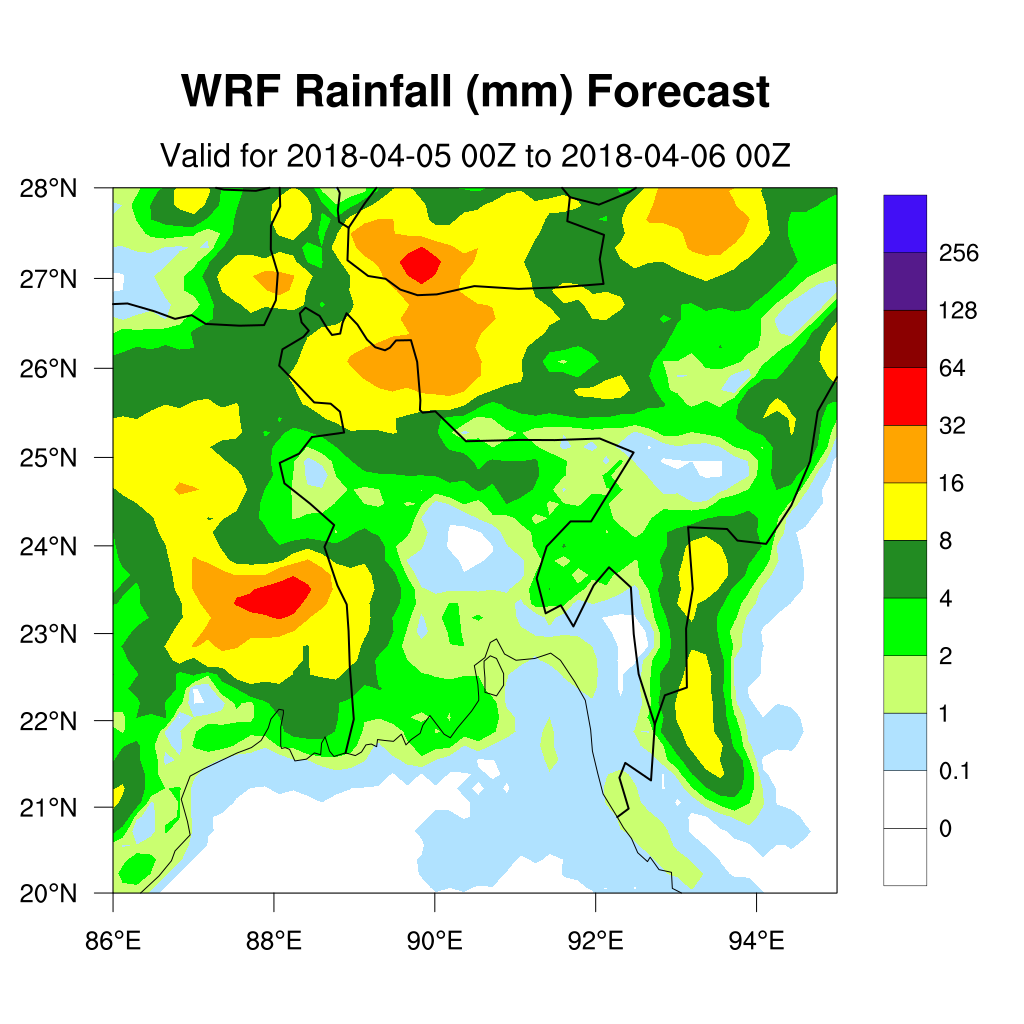 WRF Rainfall (mm) Forecast
Valid for 2018-04-05 00Z to 2018-04-06 00Z
28°N
27°N
26°N
25°N
24°N
23°N
22°N
21°N
20°N
86°E
88°E
90°E
92°E
94°E
256
128
64
32
16
8
4
2
1
0.1
0